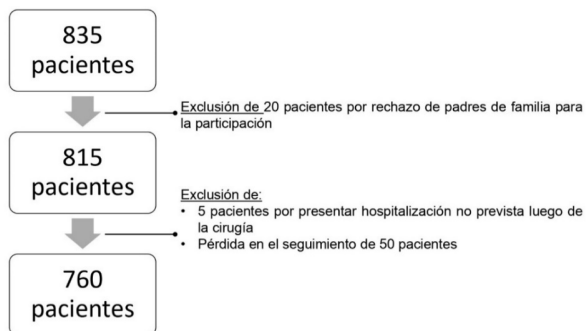 835
pacientes
Exclusión de 20 pacientes por rechazo de padres de familia para
la participación
815
pacientes
Exclusión de:
• 5 pacientes por presentar hospitalización no prevista luego de
la cirugía
• Pérdida en el seguimiento de 50 pacientes
760
pacientes